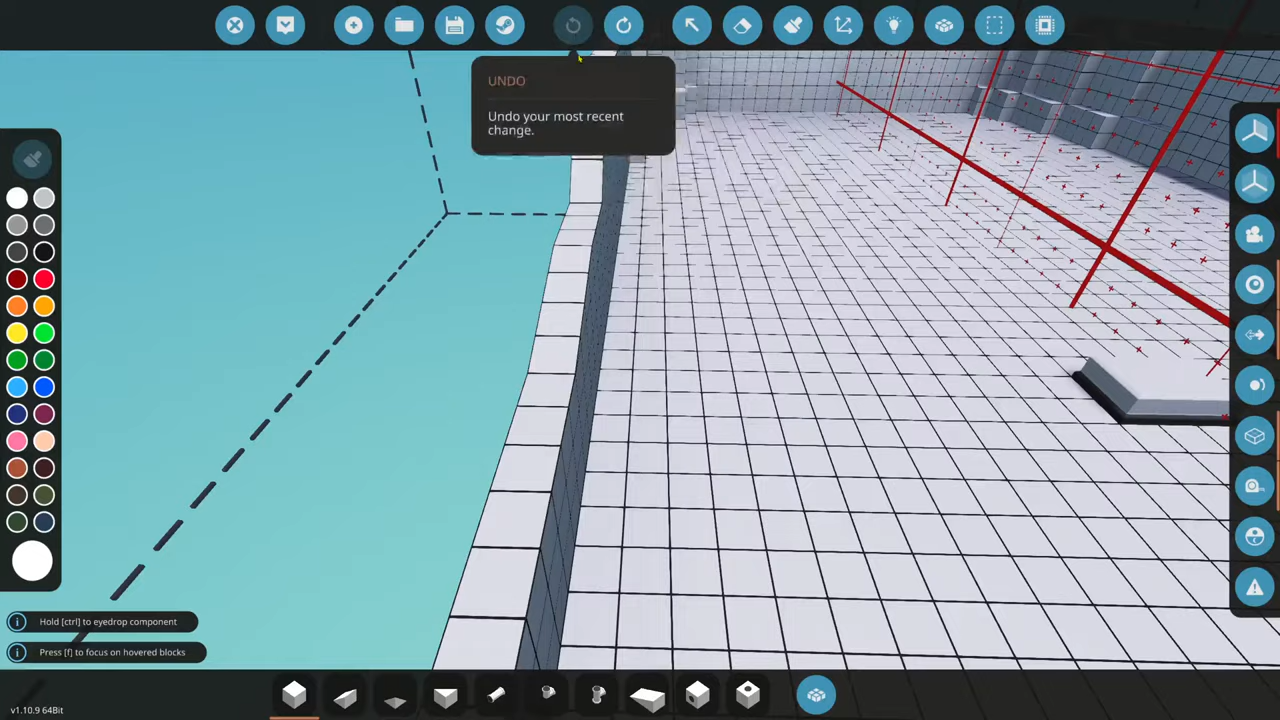 UNDO
Undo your most recent
change.
Hold [ctrl] to eyedrop component
Press [f] to focus on hovered blocks
v1.10.9 64Bit